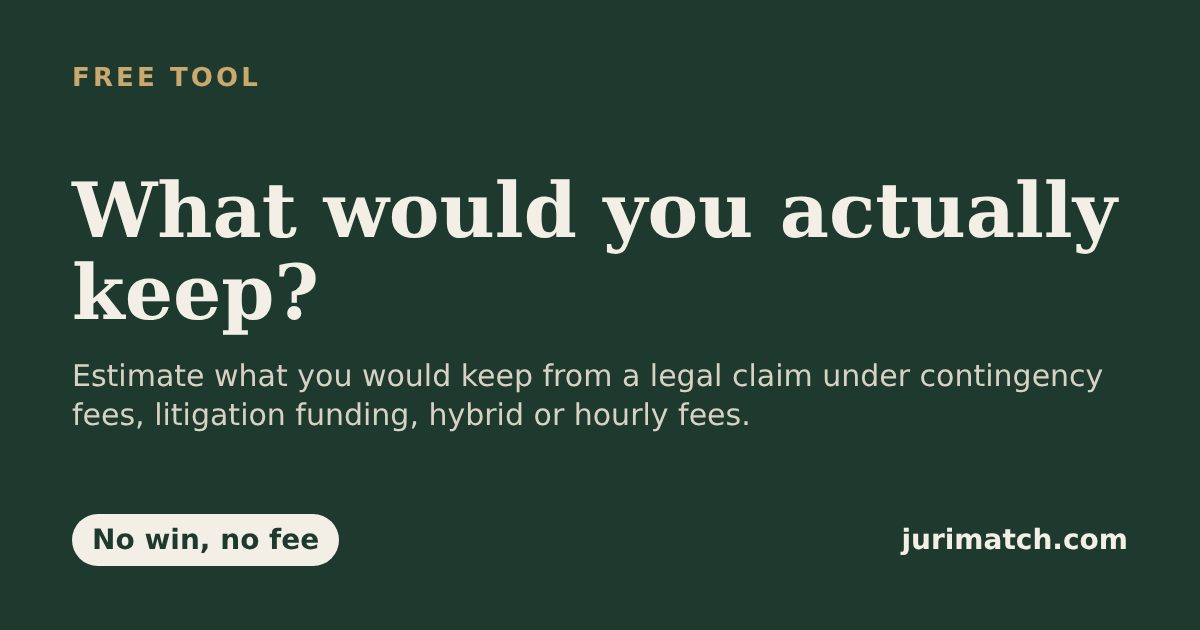 FREE TOOL
What would you actually
keep?
Estimate what you would keep from a legal claim under contingency
fees, litigation funding, hybrid or hourly fees.
No win, no fee
jurimatch.com